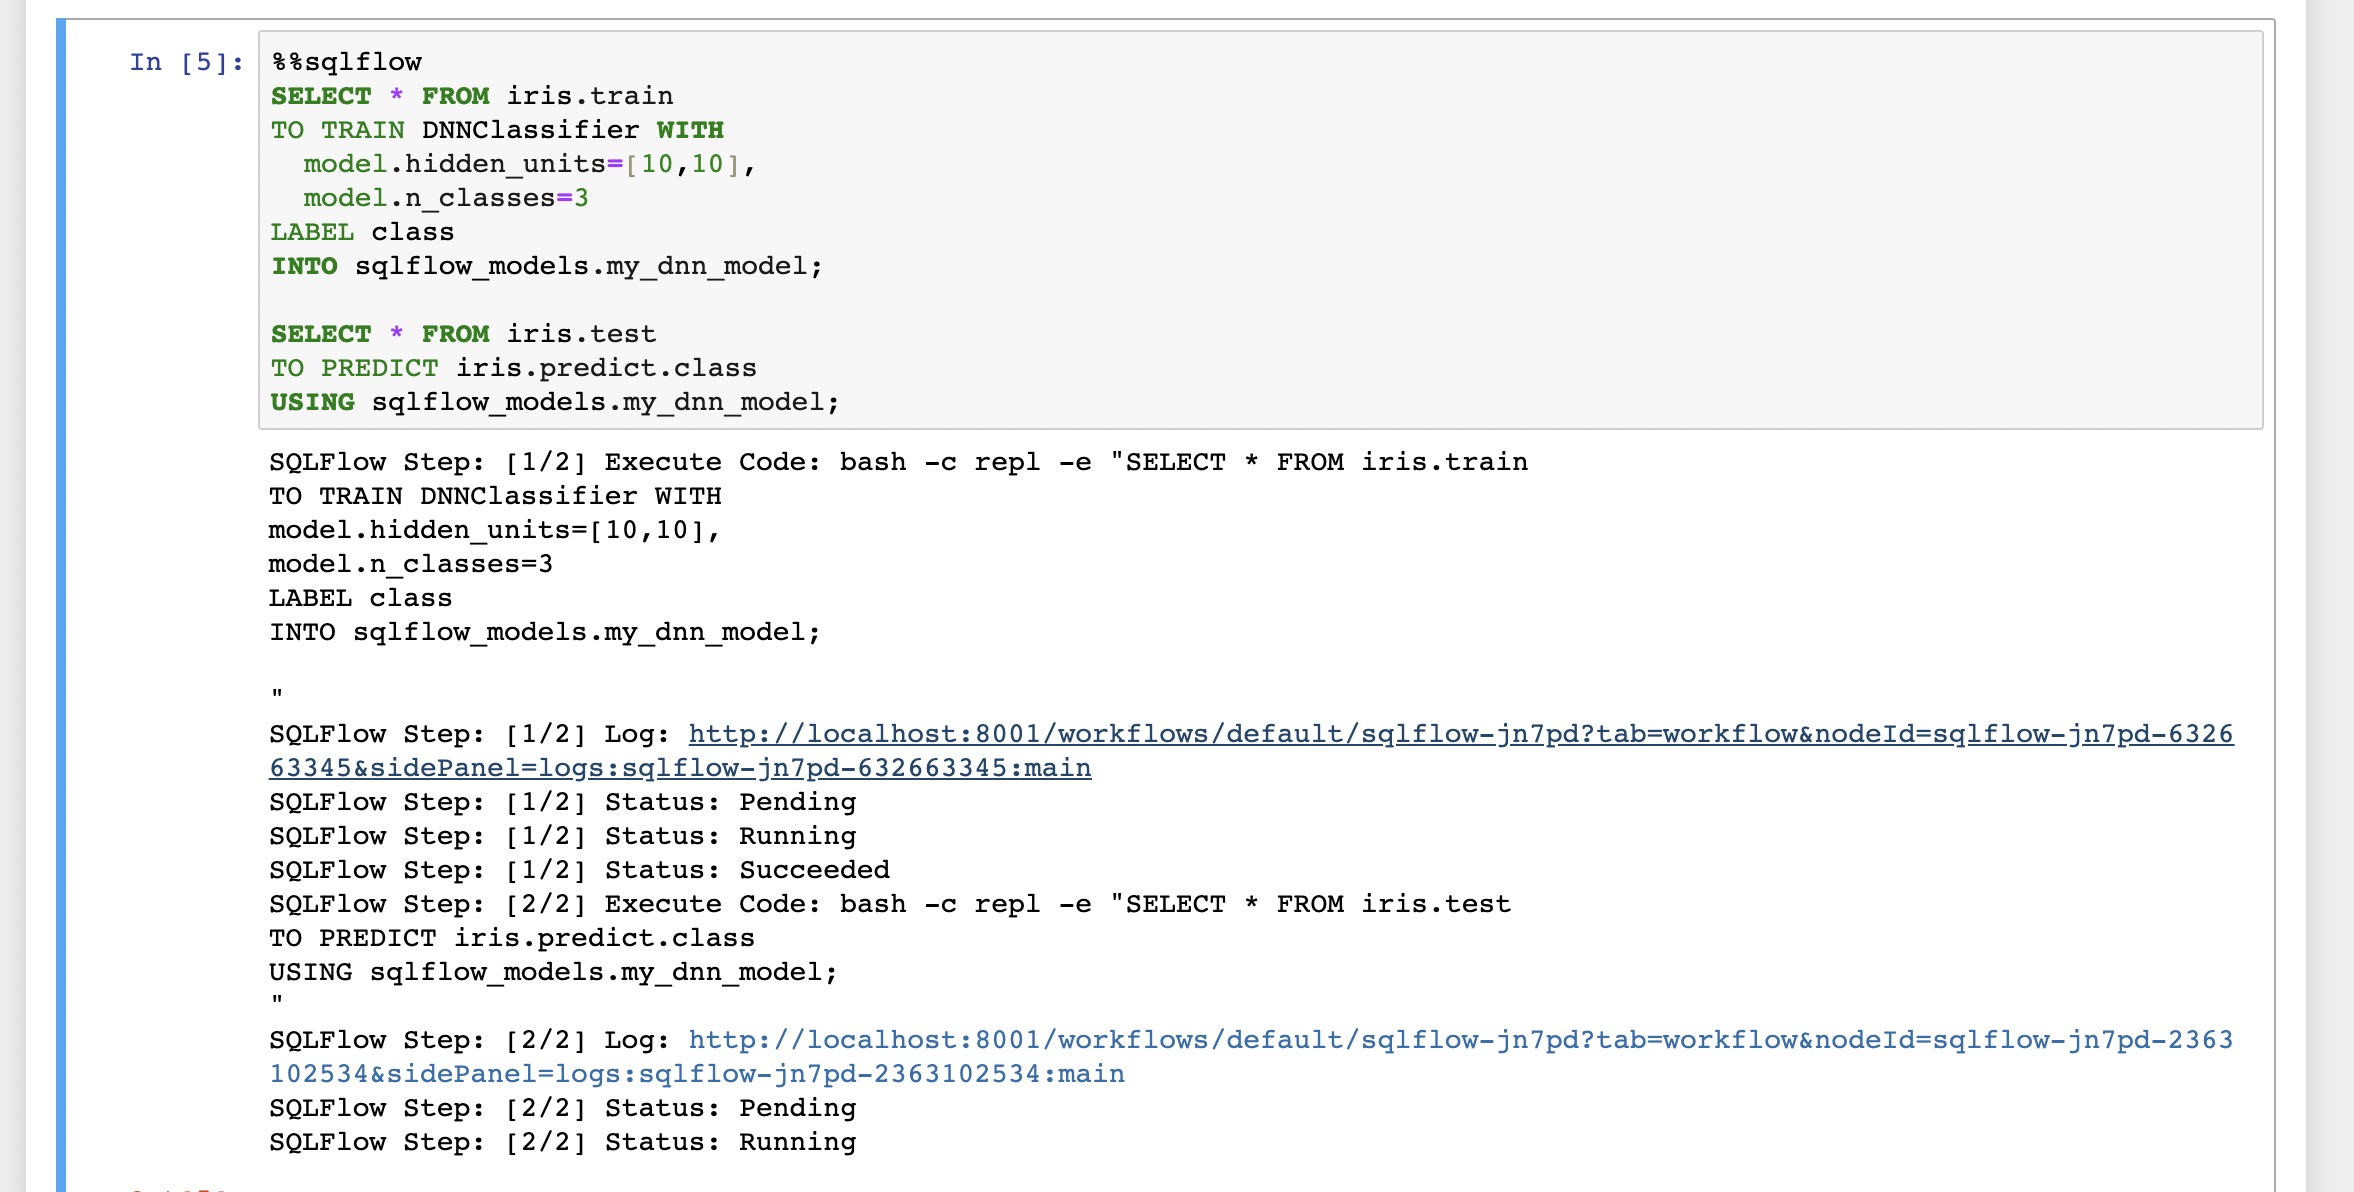 In [5]:
%%sqlflow
SELECT * FROM iris.train
TO TRAIN DNNClassifier WITH
  model.hidden_units=[10,10],
  model.n_classes=3
LABEL class
INTO sqlflow_models.my_dnn_model;

SELECT * FROM iris.test
TO PREDICT iris.predict.class
USING sqlflow_models.my_dnn_model;
SQLFlow Step: [1/2] Execute Code: bash -c repl -e "SELECT * FROM iris.train
TO TRAIN DNNClassifier WITH
model.hidden_units=[10,10],
model.n_classes=3
LABEL class
INTO sqlflow_models.my_dnn_model;

"
SQLFlow Step: [1/2] Log: http://localhost:8001/workflows/default/sqlflow-jn7pd?tab=workflow&nodeId=sqlflow-jn7pd-6326
63345&sidePanel=logs:sqlflow-jn7pd-632663345:main
SQLFlow Step: [1/2] Status: Pending
SQLFlow Step: [1/2] Status: Running
SQLFlow Step: [1/2] Status: Succeeded
SQLFlow Step: [2/2] Execute Code: bash -c repl -e "SELECT * FROM iris.test
TO PREDICT iris.predict.class
USING sqlflow_models.my_dnn_model;
"
SQLFlow Step: [2/2] Log: http://localhost:8001/workflows/default/sqlflow-jn7pd?tab=workflow&nodeId=sqlflow-jn7pd-2363
102534&sidePanel=logs:sqlflow-jn7pd-2363102534:main
SQLFlow Step: [2/2] Status: Pending
SQLFlow Step: [2/2] Status: Running